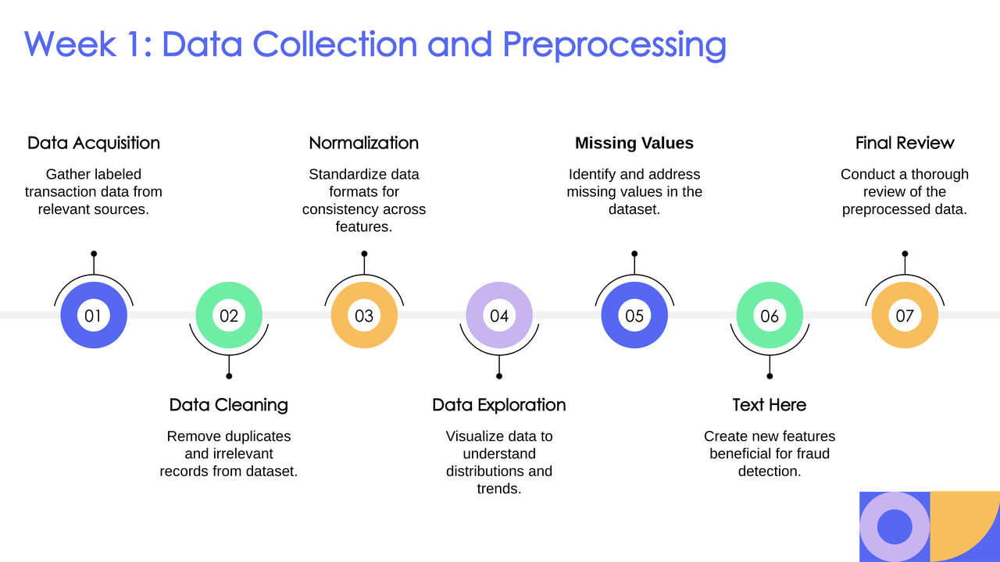 Week 1: Data Collection and Preprocessing
Data Acquisition
Gather labeled
transaction data from
relevant sources.
Normalization
Standardize data
formats for
consistency across
features.
Missing Values
Identify and address
missing values in the
dataset.
Final Review
Conduct a thorough
review of the
preprocessed data.
01
02
03
04
05
06
07
Data Cleaning
Remove duplicates
and irrelevant
records from dataset.
Data Exploration
Visualize data to
understand
distributions and
trends.
Text Here
Create new features
beneficial for fraud
detection.